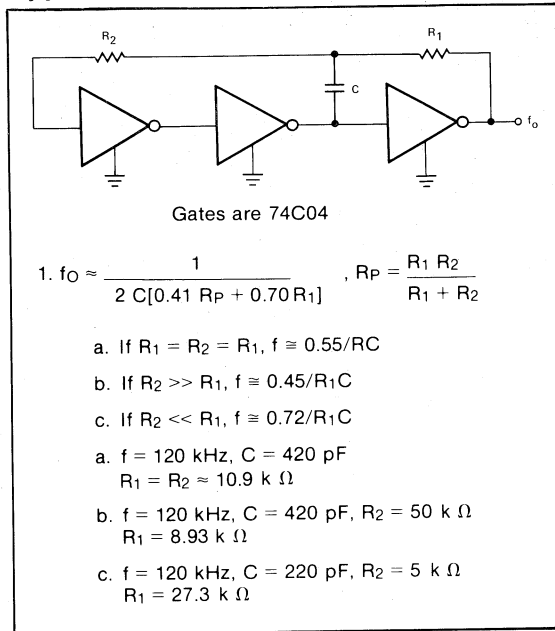 R2
R1
C
fo
Gates are 74C04
1. fO ≈ 1 / 2 C[0.41 RP + 0.70 R1] , RP = R1 R2 / R1 + R2
a. If R1 = R2 = R1, f ≅ 0.55/RC
b. If R2 >> R1, f ≅ 0.45/R1C
c. If R2 << R1, f ≅ 0.72/R1C
a. f = 120 kHz, C = 420 pF
R1 = R2 ≈ 10.9 k Ω
b. f = 120 kHz, C = 420 pF, R2 = 50 k Ω
R1 = 8.93 k Ω
c. f = 120 kHz, C = 220 pF, R2 = 5 k Ω
R1 = 27.3 k Ω